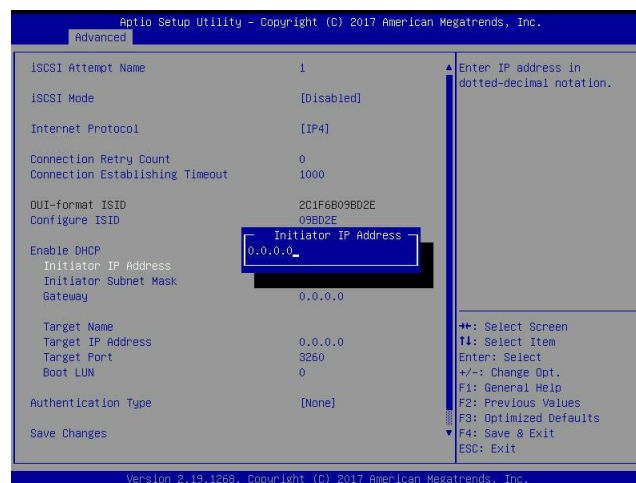 Aptio Setup Utility – Copyright (C) 2017 American Megatrends, Inc.
Advanced
iSCSI Attempt Name 1
iSCSI Mode [Disabled]
Internet Protocol [IP4]
Connection Retry Count 0
Connection Establishing Timeout 1000
OUI-format ISID 2C1F6B09BD2E
Configure ISID 09BD2E
Enable DHCP
Initiator IP Address
Initiator Subnet Mask
Gateway 0.0.0.0
Target Name
Target IP Address 0.0.0.0
Target Port 3260
Boot LUN 0
Authentication Type [None]
Save Changes
Initiator IP Address
0.0.0.0_
Enter IP address in
dotted-decimal notation.
→←: Select Screen
↑↓: Select Item
Enter: Select
+/-: Change Opt.
F1: General Help
F2: Previous Values
F3: Optimized Defaults
F4: Save & Exit
ESC: Exit
Version 2.19.1268. Copyright (C) 2017 American Megatrends, Inc.